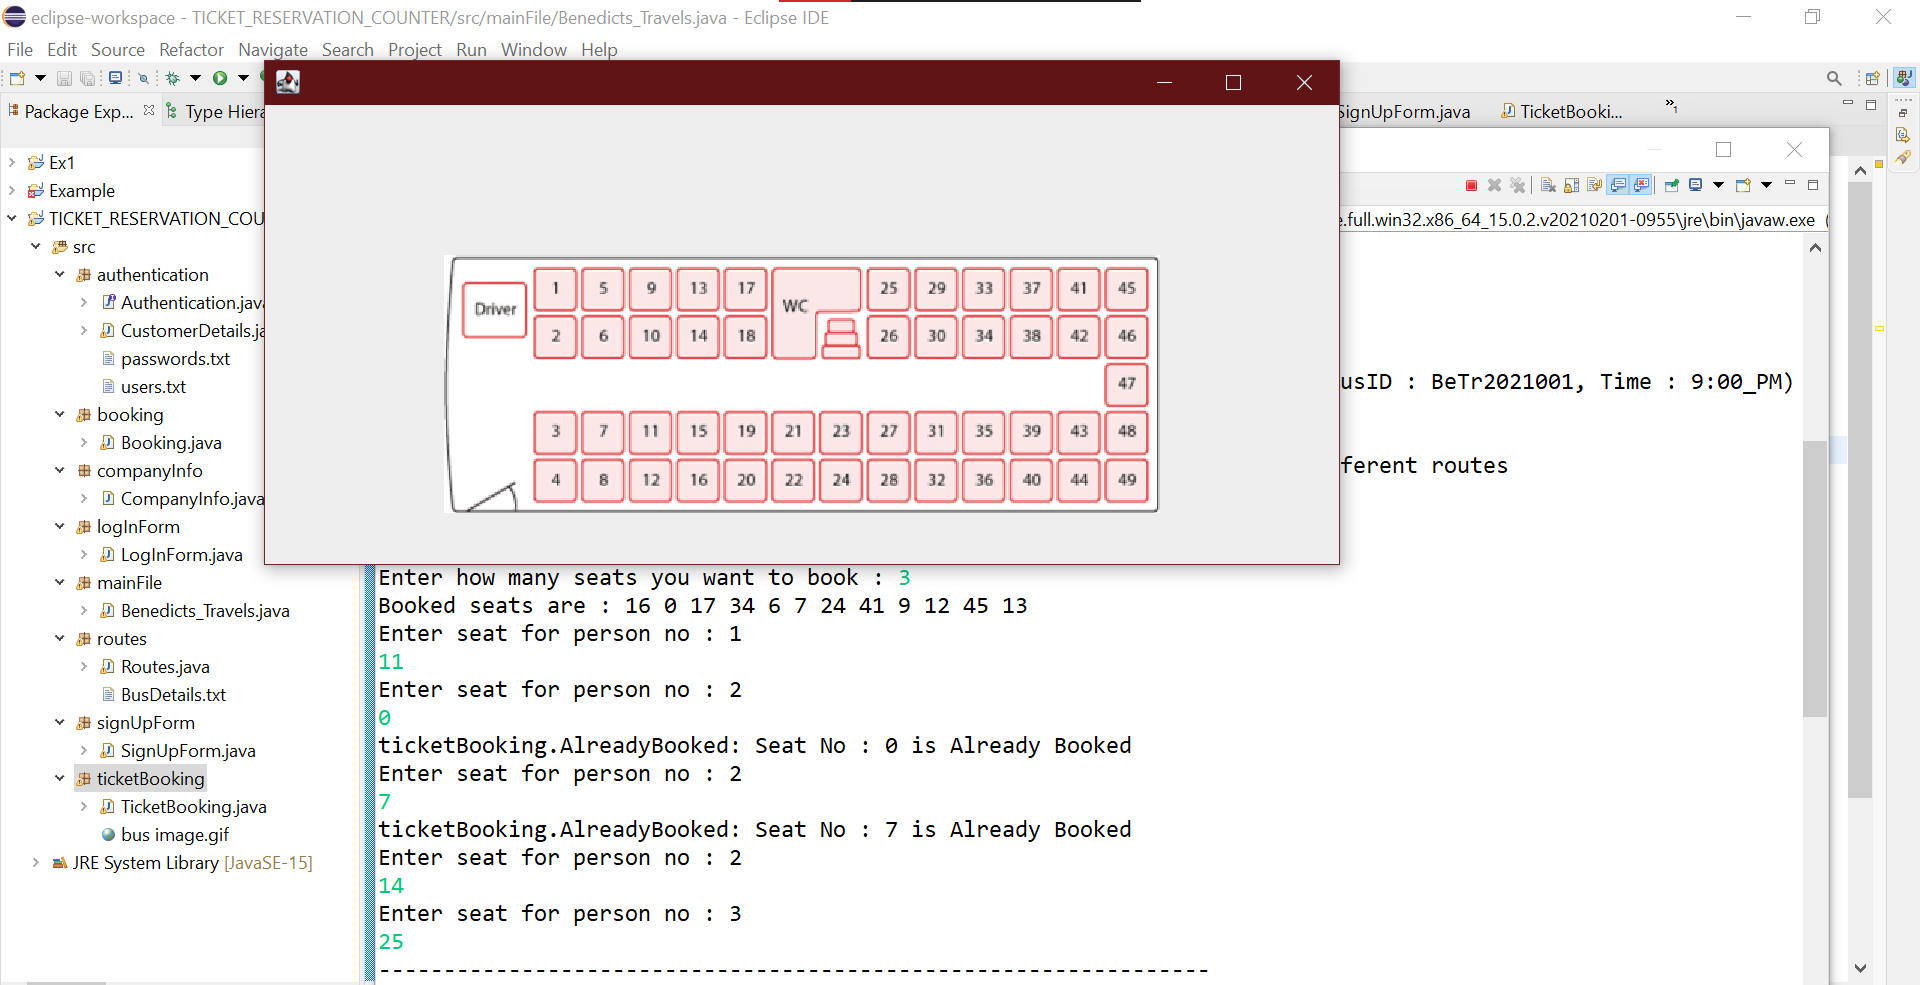 eclipse-workspace - TICKET_RESERVATION_COUNTER/src/mainFile/Benedicts_Travels.java - Eclipse IDE
File Edit Source Refactor Navigate Search Project Run Window Help
Package Exp... Type Hiera
SignUpForm.java TicketBooki... »1
Ex1
Example
TICKET_RESERVATION_COU
src
authentication
Authentication.java
CustomerDetails.ja
passwords.txt
users.txt
booking
Booking.java
companyInfo
CompanyInfo.java
logInForm
LogInForm.java
mainFile
Benedicts_Travels.java
routes
Routes.java
BusDetails.txt
signUpForm
SignUpForm.java
ticketBooking
TicketBooking.java
bus image.gif
JRE System Library [JavaSE-15]
Driver
1 5 9 13 17 WC 25 29 33 37 41 45
2 6 10 14 18 26 30 34 38 42 46
47
3 7 11 15 19 21 23 27 31 35 39 43 48
4 8 12 16 20 22 24 28 32 36 40 44 49
e.full.win32.x86_64_15.0.2.v20210201-0955\jre\bin\javaw.exe (
usID : BeTr2021001, Time : 9:00_PM)
fferent routes
Enter how many seats you want to book : 3
Booked seats are : 16 0 17 34 6 7 24 41 9 12 45 13
Enter seat for person no : 1
11
Enter seat for person no : 2
0
ticketBooking.AlreadyBooked: Seat No : 0 is Already Booked
Enter seat for person no : 2
7
ticketBooking.AlreadyBooked: Seat No : 7 is Already Booked
Enter seat for person no : 2
14
Enter seat for person no : 3
25
----------------------------------------------------------------